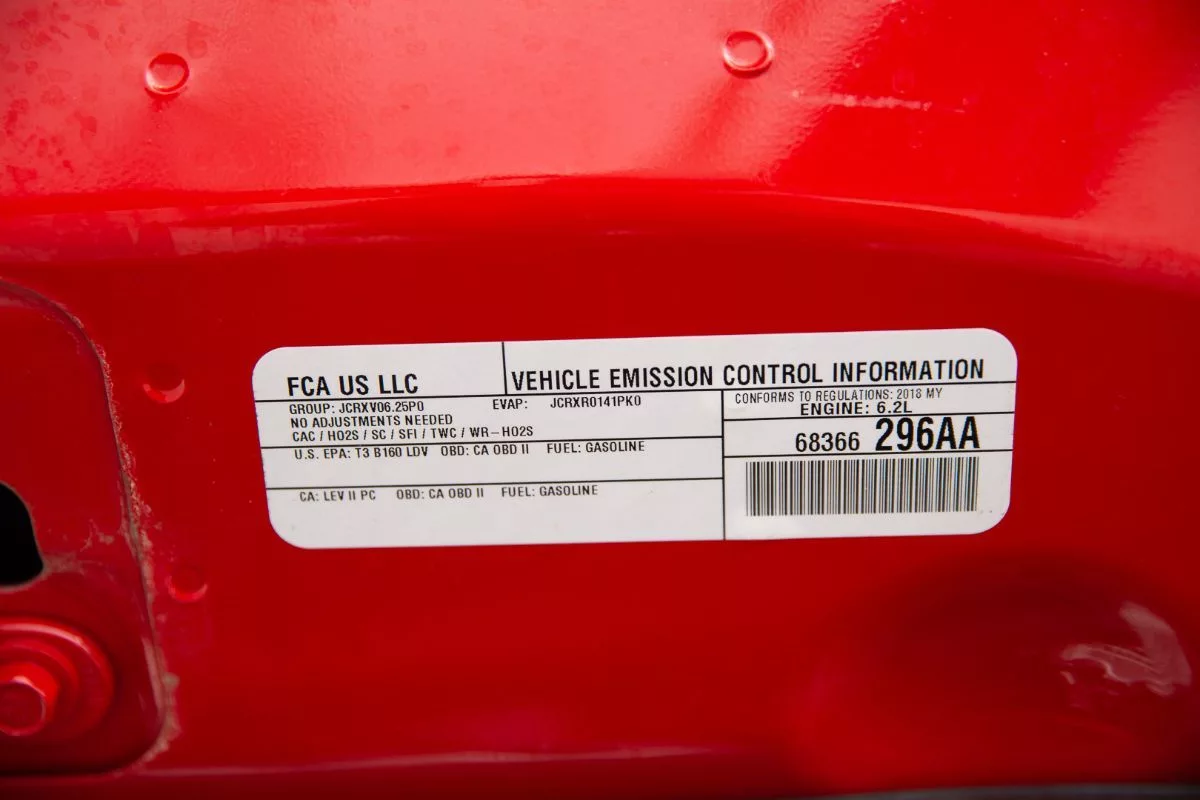 FCA US LLC
VEHICLE EMISSION CONTROL INFORMATION
GROUP: JCRXV06.25P0 EVAP: JCRXR0141PK0
NO ADJUSTMENTS NEEDED
CAC / HO2S / SC / SFI / TWC / WR-HO2S
U.S. EPA: T3 B160 LDV OBD: CA OBD II FUEL: GASOLINE
CA: LEV II PC OBD: CA OBD II FUEL: GASOLINE
CONFORMS TO REGULATIONS: 2018 MY
ENGINE: 6.2L
68366 296AA